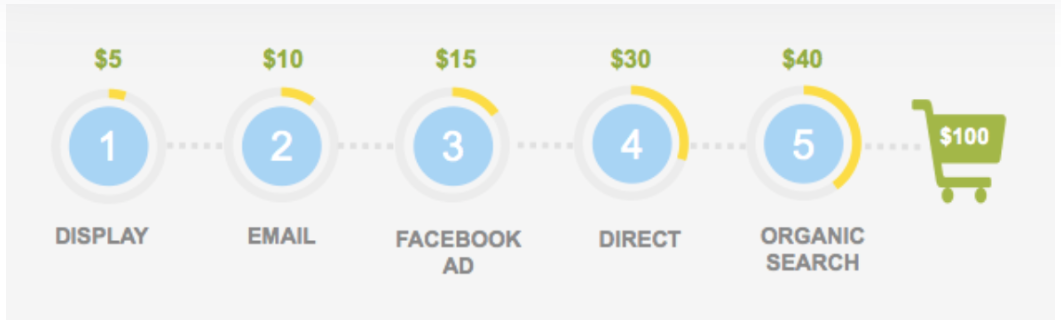 $5
$10
$15
$30
$40
1
2
3
4
5
$100
DISPLAY
EMAIL
FACEBOOK
AD
DIRECT
ORGANIC
SEARCH